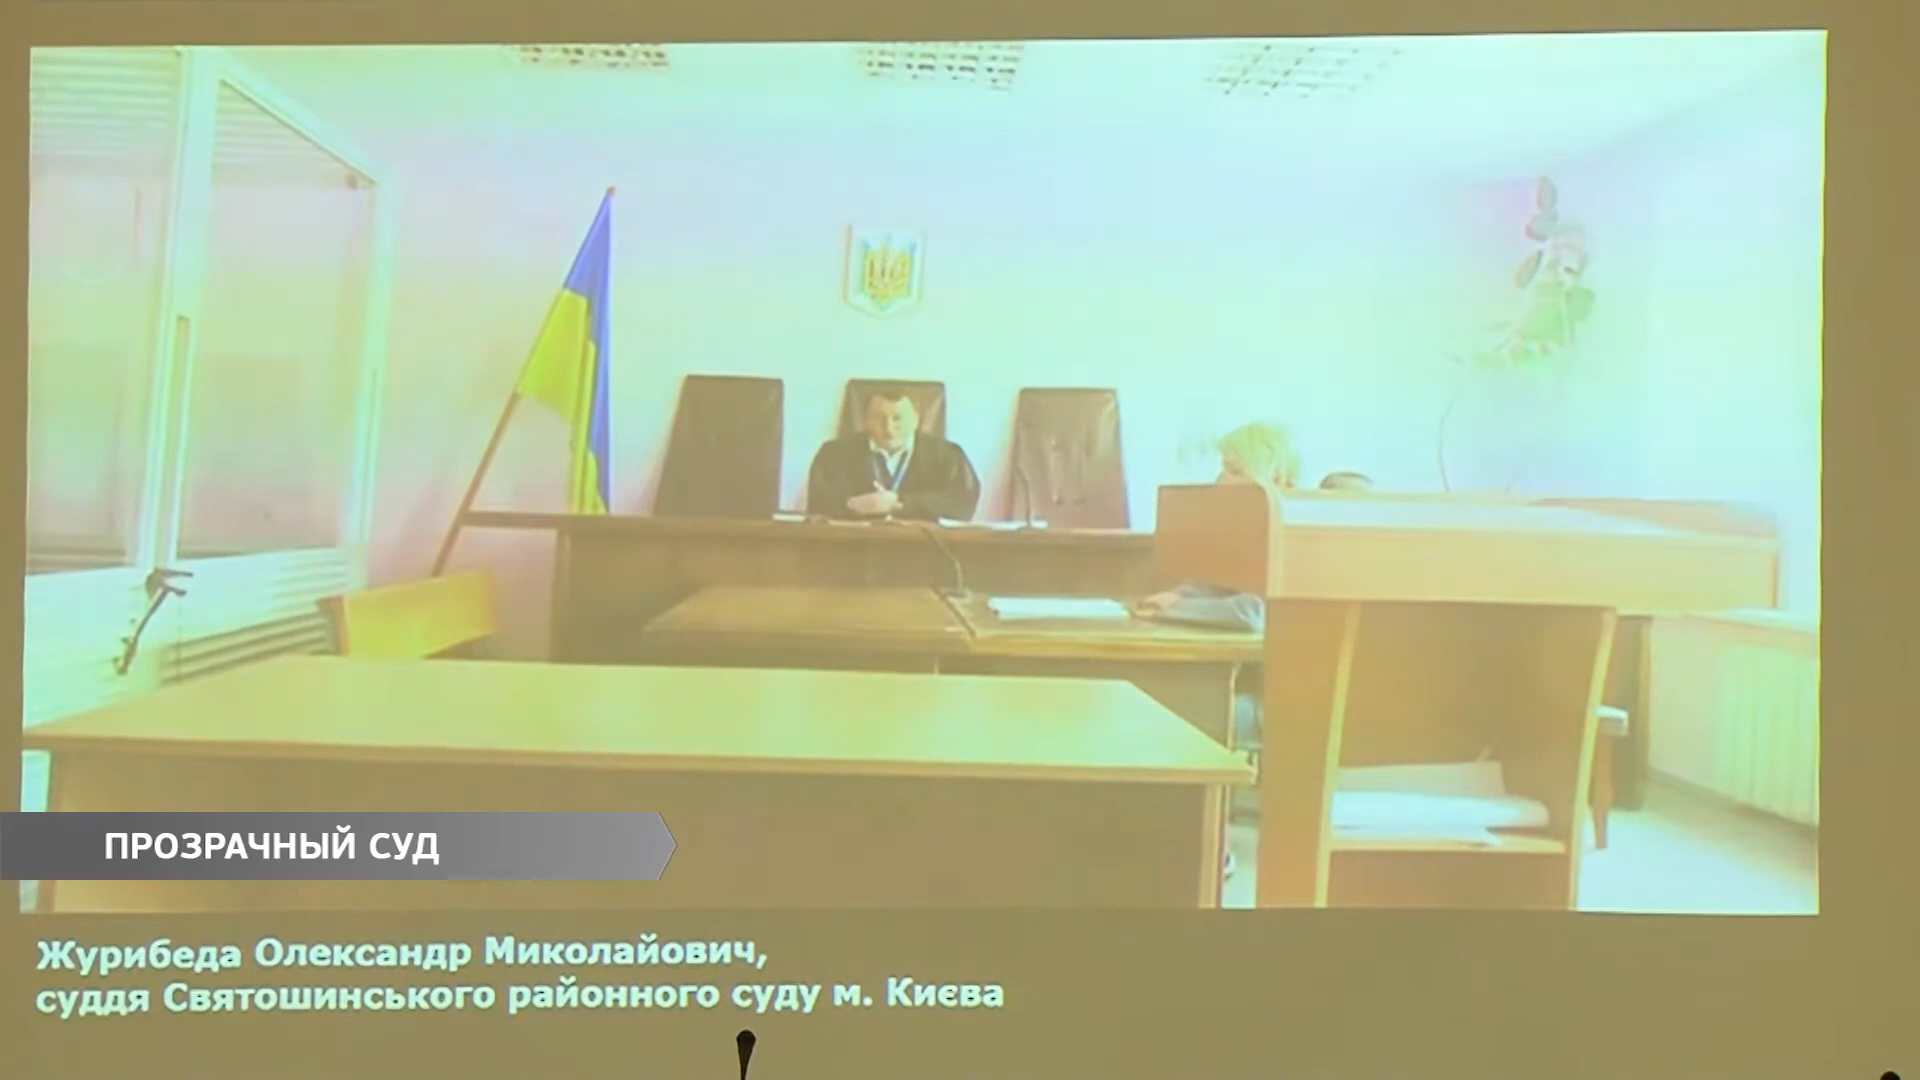 ПРОЗРАЧНЫЙ СУД
Журибеда Олександр Миколайович,
суддя Святошинського районного суду м. Києва